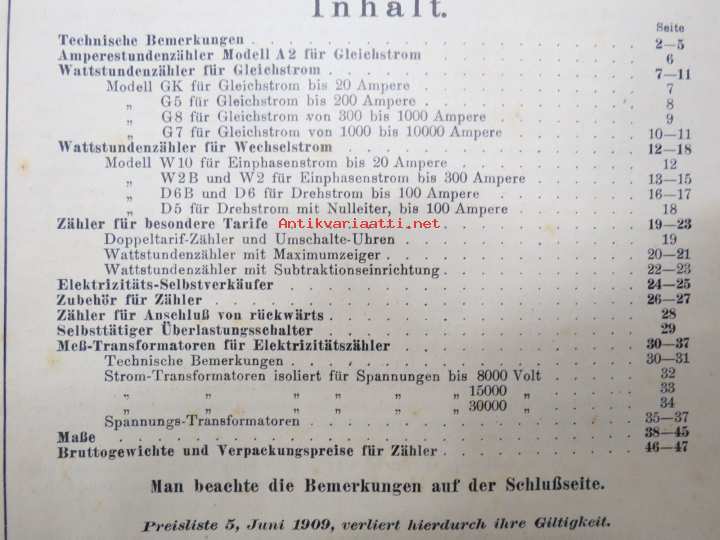 Inhalt.
Seite
Technische Bemerkungen . . . . . . . . . . . . 2—5
Amperestundenzähler Modell A2 für Gleichstrom . . . . . . . 6
Wattstundenzähler für Gleichstrom . . . . . . . . . . 7—11
Modell GK für Gleichstrom bis 20 Ampere . . . . . . . 7
„ G5 für Gleichstrom bis 200 Ampere . . . . . . . 8
„ G8 für Gleichstrom von 300 bis 1000 Ampere . . . . . 9
„ G7 für Gleichstrom von 1000 bis 10000 Ampere . . . . 10—11
Wattstundenzähler für Wechselstrom . . . . . . . . . 12—18
Modell W10 für Einphasenstrom bis 20 Ampere . . . . . . 12
„ W2B und W2 für Einphasenstrom bis 300 Ampere . . . . 13—15
„ D6B und D6 für Drehstrom bis 100 Ampere . . . . . 16—17
„ D5 für Drehstrom mit Nulleiter, bis 100 Ampere . . . . 18
Zähler für besondere Tarife . . . . . . . . . . . 19—23
Antikvariaatti.net
Doppeltarif-Zähler und Umschalte-Uhren . . . . . . . . 19
Wattstundenzähler mit Maximumzeiger . . . . . . . . 20—21
Wattstundenzähler mit Subtraktionseinrichtung . . . . . . 22—23
Elektrizitäts-Selbstverkäufer . . . . . . . . . . . 24—25
Zubehör für Zähler . . . . . . . . . . . . . 26—27
Zähler für Anschluß von rückwärts . . . . . . . . . . 28
Selbsttätiger Überlastungsschalter . . . . . . . . . . 29
Meß-Transformatoren für Elektrizitätszähler . . . . . . . . 30—37
Technische Bemerkungen . . . . . . . . . . . 30—31
Strom-Transformatoren isoliert für Spannungen bis 8000 Volt . . . . 32
„ „ „ „ „ „ 15000 „ . . . . 33
„ „ „ „ „ „ 30000 „ . . . . 34
Spannungs-Transformatoren . . . . . . . . . . . 35—37
Maße . . . . . . . . . . . . . . . . 38—45
Bruttogewichte und Verpackungspreise für Zähler . . . . . . 46—47
Man beachte die Bemerkungen auf der Schlußseite.
Preisliste 5, Juni 1909, verliert hierdurch ihre Giltigkeit.